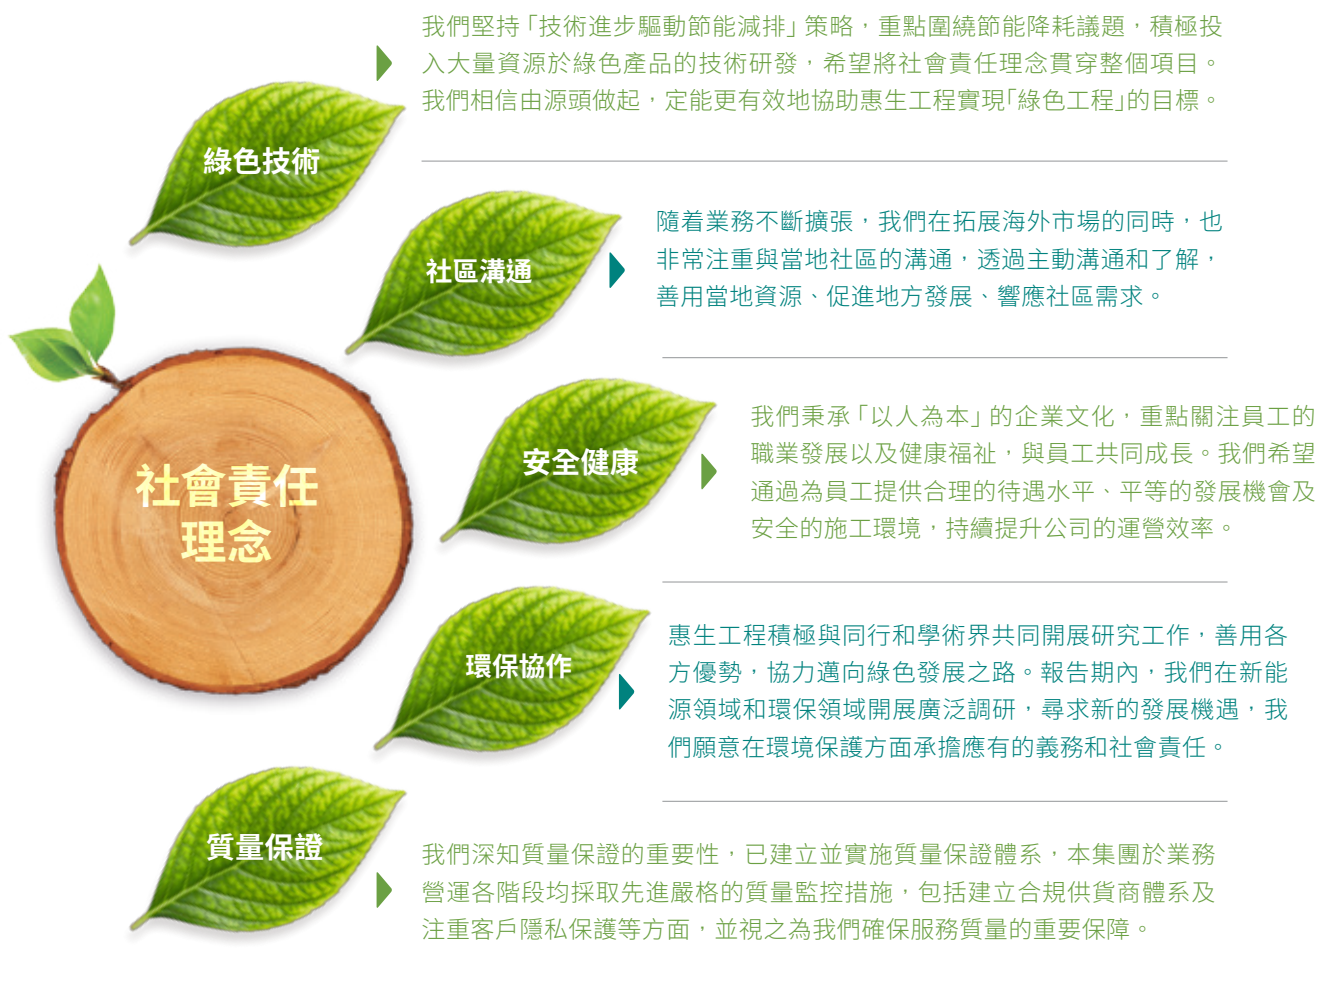 社會責任
理念
綠色技術
我們堅持「技術進步驅動節能減排」策略，重點圍繞節能降耗議題，積極投
入大量資源於綠色產品的技術研發，希望將社會責任理念貫穿整個項目。
我們相信由源頭做起，定能更有效地協助惠生工程實現「綠色工程」的目標。
社區溝通
隨着業務不斷擴張，我們在拓展海外市場的同時，也
非常注重與當地社區的溝通，透過主動溝通和了解，
善用當地資源、促進地方發展、響應社區需求。
安全健康
我們秉承「以人為本」的企業文化，重點關注員工的
職業發展以及健康福祉，與員工共同成長。我們希望
通過為員工提供合理的待遇水平、平等的發展機會及
安全的施工環境，持續提升公司的運營效率。
環保協作
惠生工程積極與同行和學術界共同開展研究工作，善用各
方優勢，協力邁向綠色發展之路。報告期內，我們在新能
源領域和環保領域開展廣泛調研，尋求新的發展機遇，我
們願意在環境保護方面承擔應有的義務和社會責任。
質量保證
我們深知質量保證的重要性，已建立並實施質量保證體系，本集團於業務
營運各階段均採取先進嚴格的質量監控措施，包括建立合規供貨商體系及
注重客戶隱私保護等方面，並視之為我們確保服務質量的重要保障。